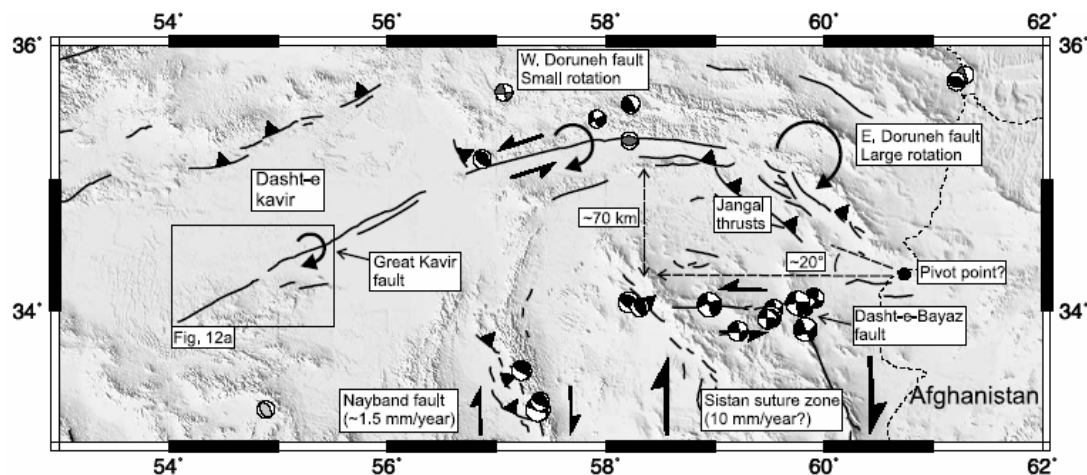 54˚
56˚
58˚
60˚
62˚
36˚
36˚
W. Doruneh fault
Small rotation
E. Doruneh fault
Large rotation
Dasht-e
kavir
~70 km
Jangal
thrusts
~20°
Great Kavir
fault
Pivot point?
34˚
34˚
Fig. 12a
Dasht-e-Bayaz
fault
Nayband fault
(~1.5 mm/year)
Sistan suture zone
(10 mm/year?)
Afghanistan
54˚
56˚
58˚
60˚
62˚